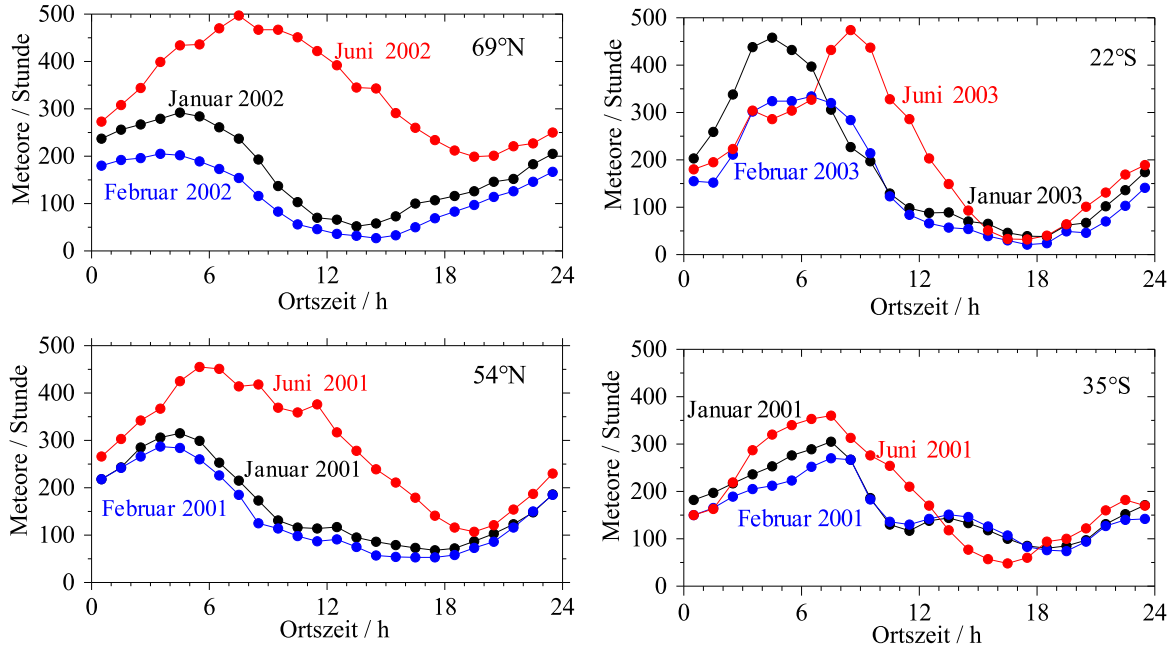 500
400
300
200
100
0
Meteore / Stunde
69°N
Juni 2002
Januar 2002
Februar 2002
0 6 12 18 24
Ortszeit / h
500
400
300
200
100
0
Meteore / Stunde
22°S
Juni 2003
Februar 2003
Januar 2003
0 6 12 18 24
Ortszeit / h
500
400
300
200
100
0
Meteore / Stunde
54°N
Juni 2001
Januar 2001
Februar 2001
0 6 12 18 24
Ortszeit / h
500
400
300
200
100
0
Meteore / Stunde
35°S
Januar 2001
Juni 2001
Februar 2001
0 6 12 18 24
Ortszeit / h